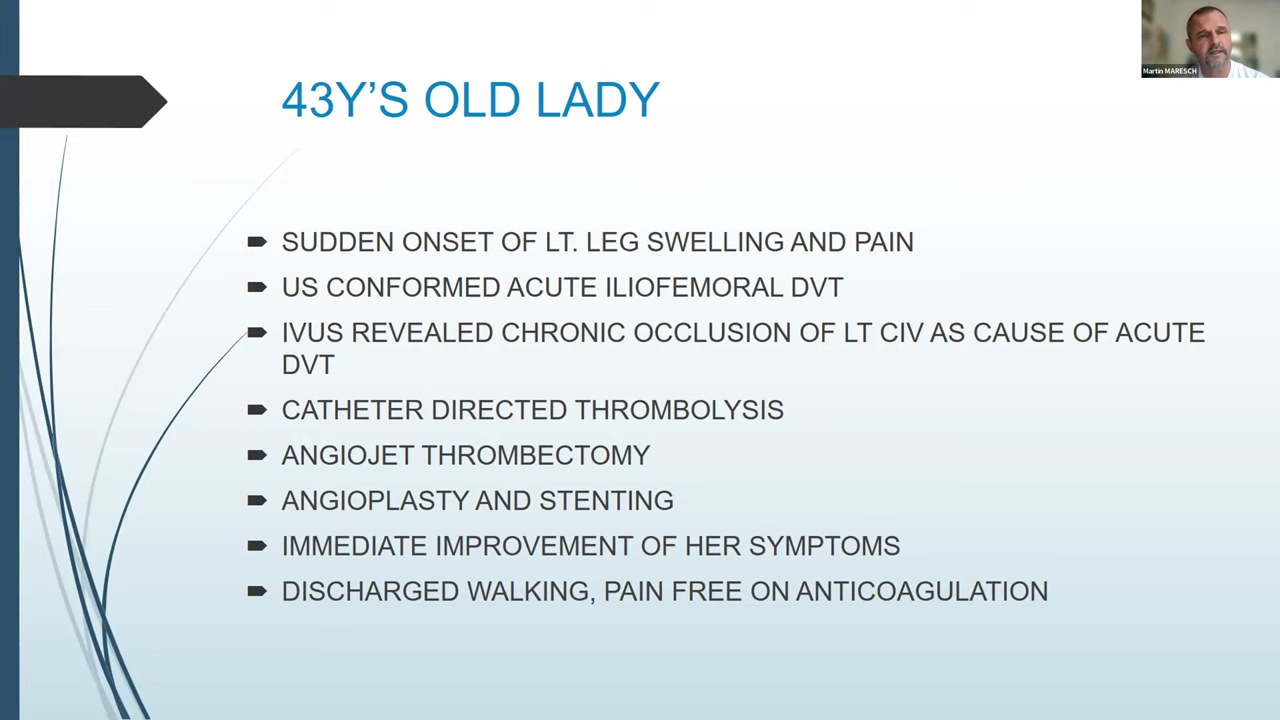 Martin MARESCH
43Y’S OLD LADY
SUDDEN ONSET OF LT. LEG SWELLING AND PAIN
US CONFORMED ACUTE ILIOFEMORAL DVT
IVUS REVEALED CHRONIC OCCLUSION OF LT CIV AS CAUSE OF ACUTE
DVT
CATHETER DIRECTED THROMBOLYSIS
ANGIOJET THROMBECTOMY
ANGIOPLASTY AND STENTING
IMMEDIATE IMPROVEMENT OF HER SYMPTOMS
DISCHARGED WALKING, PAIN FREE ON ANTICOAGULATION